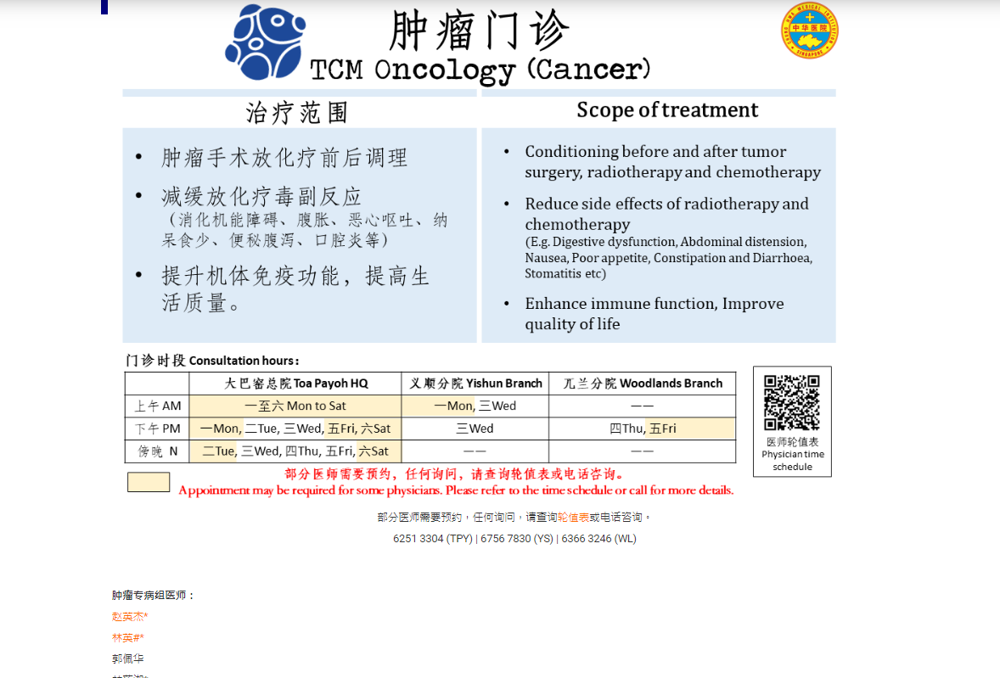 肿瘤门诊
TCM Oncology (Cancer)
CHUNG HWA MEDICAL INSTITUTION
中华医院
SINGAPORE
治疗范围
• 肿瘤手术放化疗前后调理
• 减缓放化疗毒副反应
（消化机能障碍、腹胀、恶心呕吐、纳
呆食少、便秘腹泻、口腔炎等）
• 提升机体免疫功能，提高生
活质量。
Scope of treatment
• Conditioning before and after tumor
surgery, radiotherapy and chemotherapy
• Reduce side effects of radiotherapy and
chemotherapy
(E.g. Digestive dysfunction, Abdominal distension,
Nausea, Poor appetite, Constipation and Diarrhoea,
Stomatitis etc)
• Enhance immune function, Improve
quality of life
门诊时段 Consultation hours:
大巴窑总院 Toa Payoh HQ 义顺分院 Yishun Branch 兀兰分院 Woodlands Branch
上午 AM 一至六 Mon to Sat 一Mon, 三Wed ——
下午 PM 一Mon, 二Tue, 三Wed, 五Fri, 六Sat 三Wed 四Thu, 五Fri
傍晚 N 二Tue, 三Wed, 四Thu, 五Fri, 六Sat —— ——
医师轮值表
Physician time
schedule
部分医师需要预约，任何询问，请查询轮值表或电话咨询。
Appointment may be required for some physicians. Please refer to the time schedule or call for more details.
部分医师需要预约，任何询问，请查询轮值表或电话咨询。
6251 3304 (TPY) | 6756 7830 (YS) | 6366 3246 (WL)
肿瘤专病组医师：
赵英杰*
林英#*
郭佩华